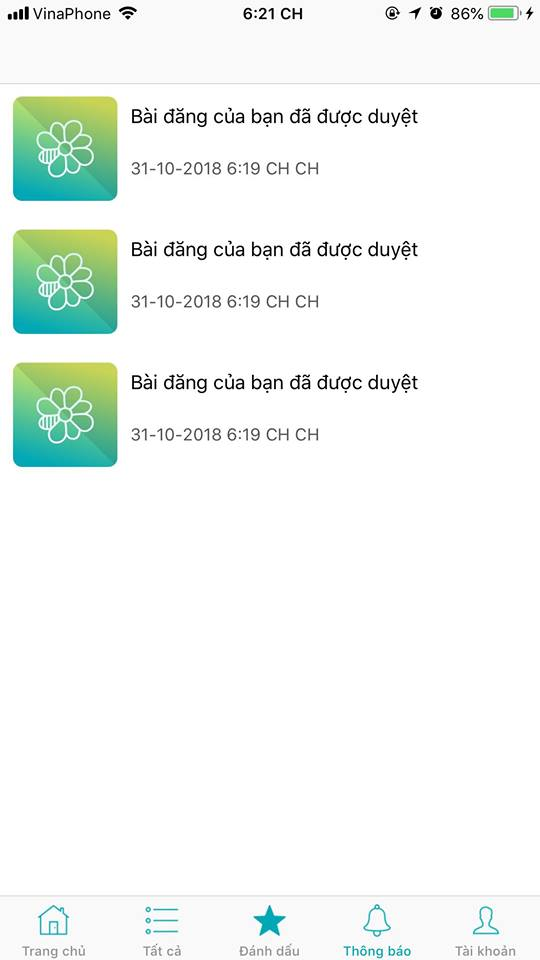 VinaPhone 6:21 CH 86%
Bài đăng của bạn đã được duyệt
31-10-2018 6:19 CH CH
Bài đăng của bạn đã được duyệt
31-10-2018 6:19 CH CH
Bài đăng của bạn đã được duyệt
31-10-2018 6:19 CH CH
Trang chủ Tất cả Đánh dấu Thông báo Tài khoản